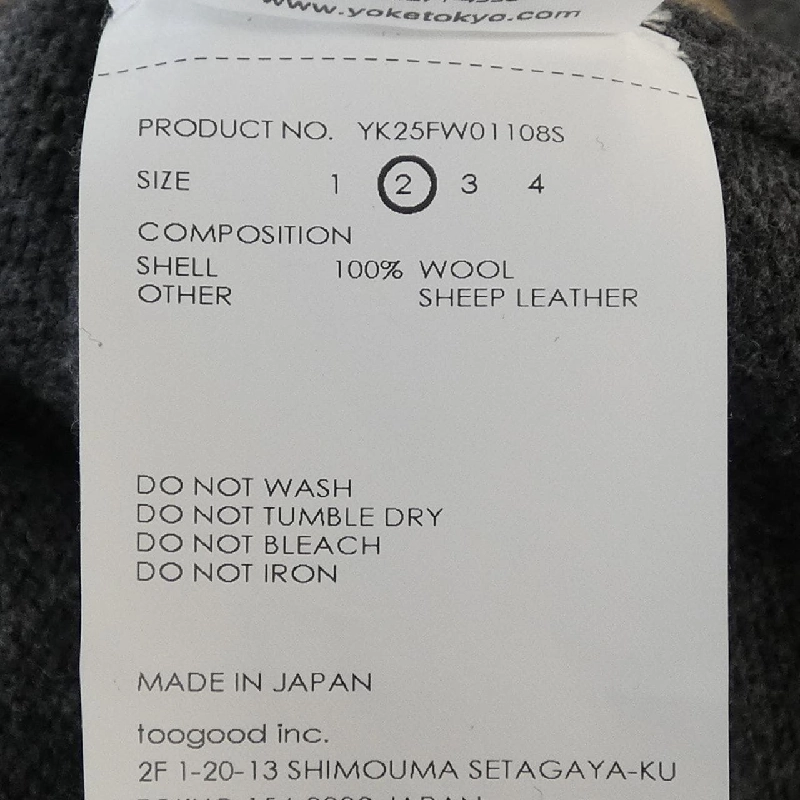 www.yoketokyo.com
PRODUCT NO. YK25FW01108S
SIZE 1 2 3 4
COMPOSITION
SHELL 100% WOOL
OTHER SHEEP LEATHER
DO NOT WASH
DO NOT TUMBLE DRY
DO NOT BLEACH
DO NOT IRON
MADE IN JAPAN
toogood inc.
2F 1-20-13 SHIMOUMA SETAGAYA-KU
JAPAN